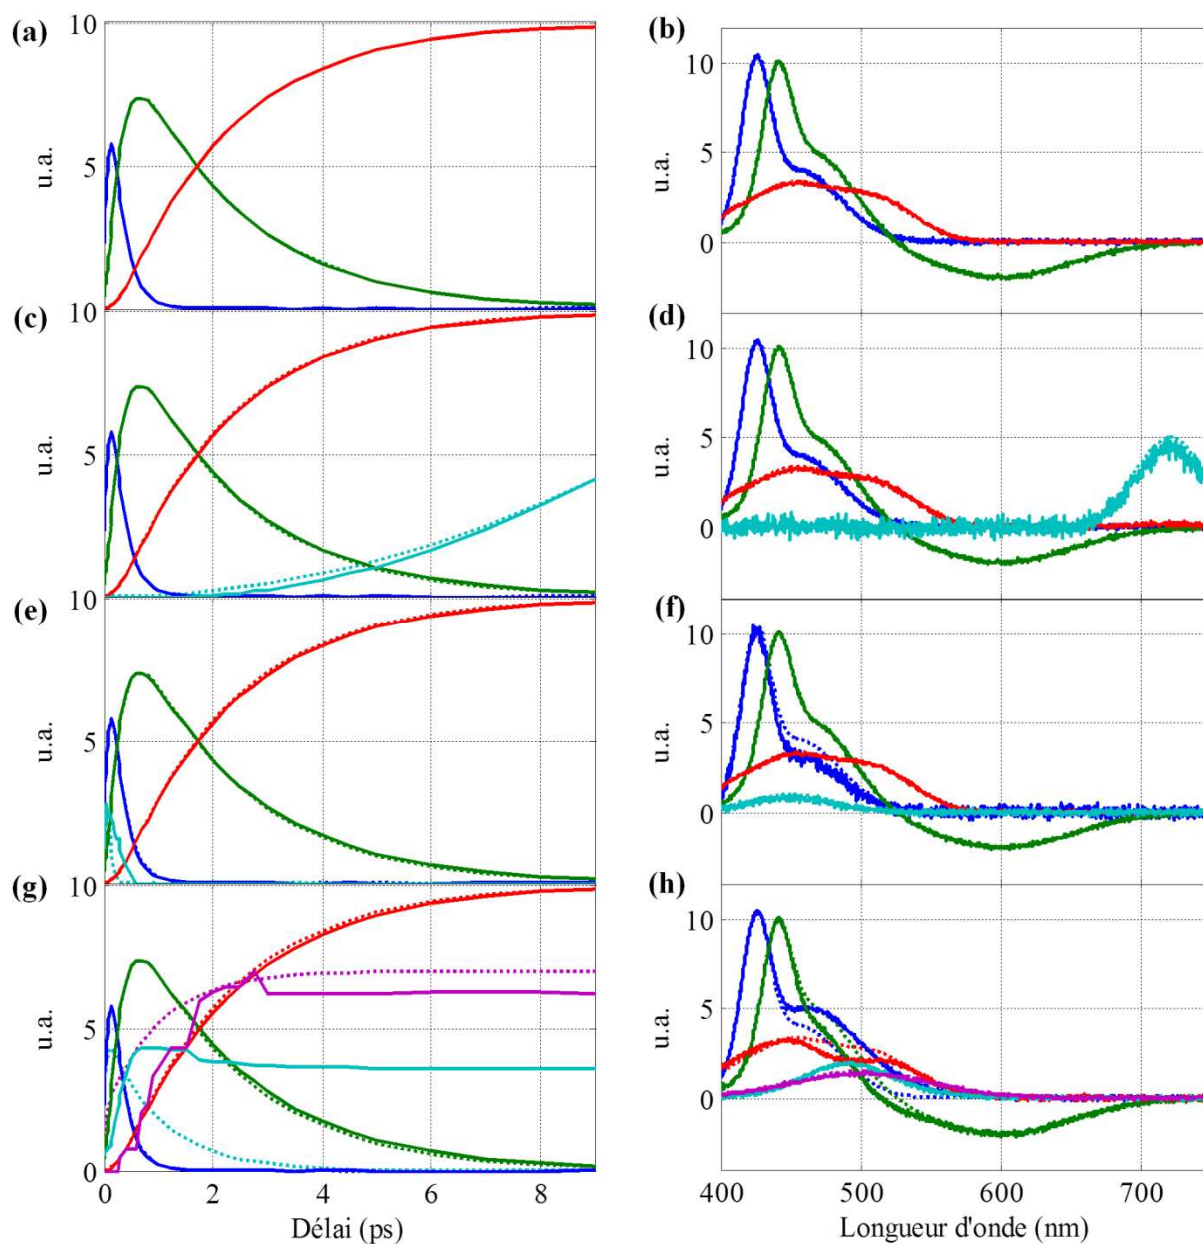 (a) 10 5 u.a.
(b) 10 5 0 u.a.
(c) 10 5 u.a.
(d) 10 5 0 u.a.
(e) 10 5 u.a.
(f) 10 5 0 u.a.
(g) 10 5 0 u.a.
(h) 10 5 0 u.a.
0 2 4 6 8
400 500 600 700
Délai (ps)
Longueur d'onde (nm)